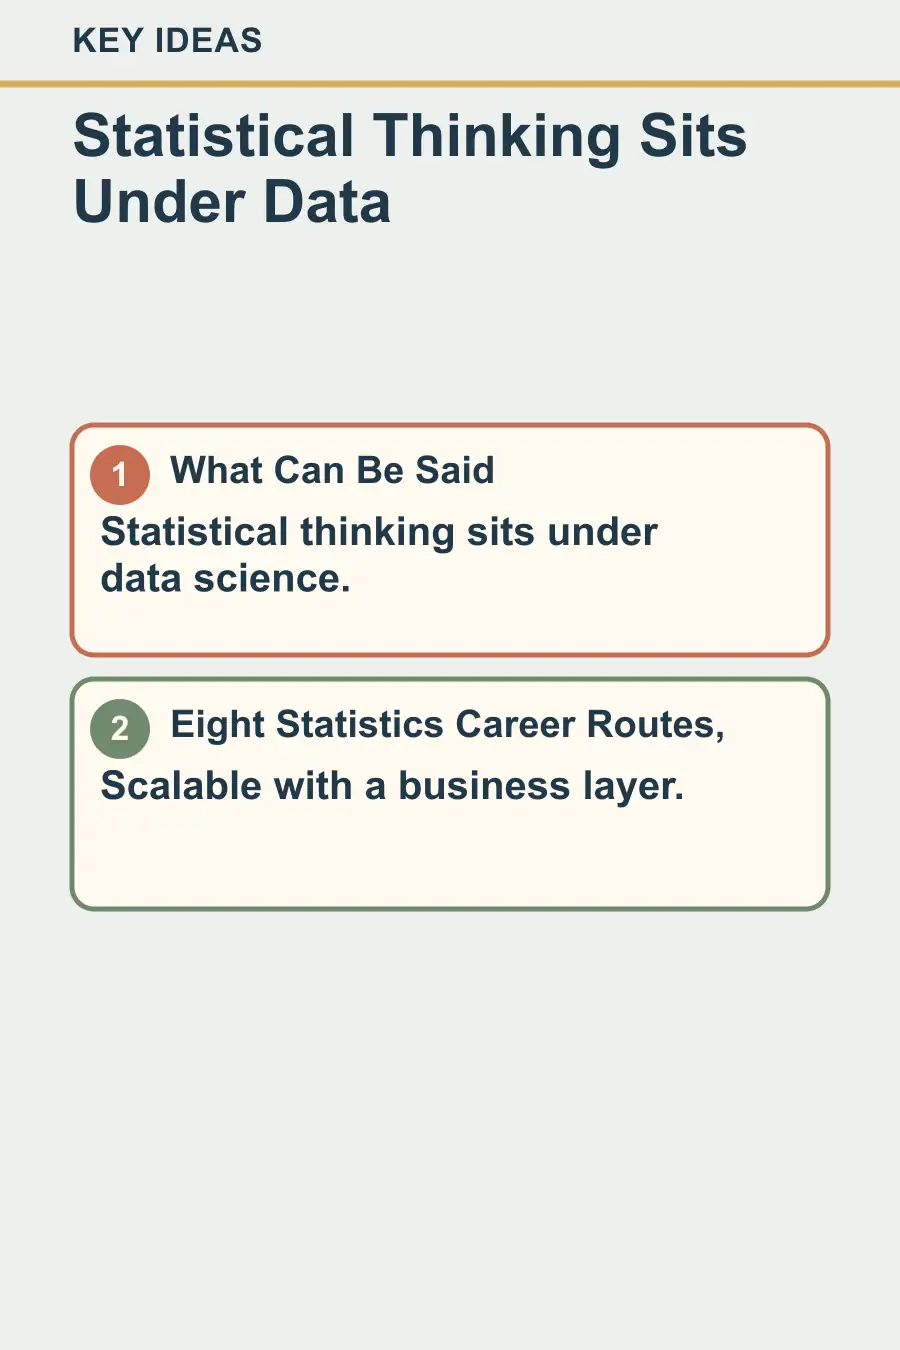 KEY IDEAS
Statistical Thinking Sits
Under Data
1 What Can Be Said
Statistical thinking sits under
data science.
2 Eight Statistics Career Routes,
Scalable with a business layer.